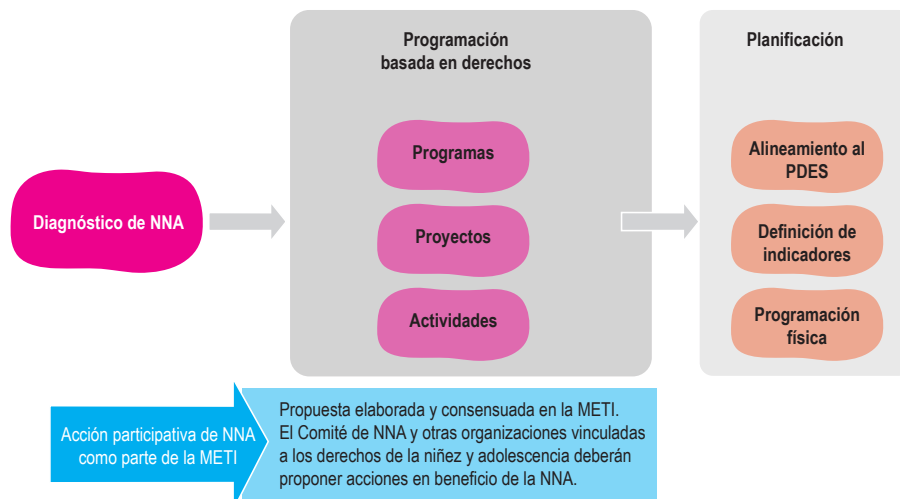 Diagnóstico de NNA
Programación
basada en derechos
Programas
Proyectos
Actividades
Planificación
Alineamiento al
PDES
Definición de
indicadores
Programación
física
Acción participativa de NNA
como parte de la METI
Propuesta elaborada y consensuada en la METI.
El Comité de NNA y otras organizaciones vinculadas
a los derechos de la niñez y adolescencia deberán
proponer acciones en beneficio de la NNA.